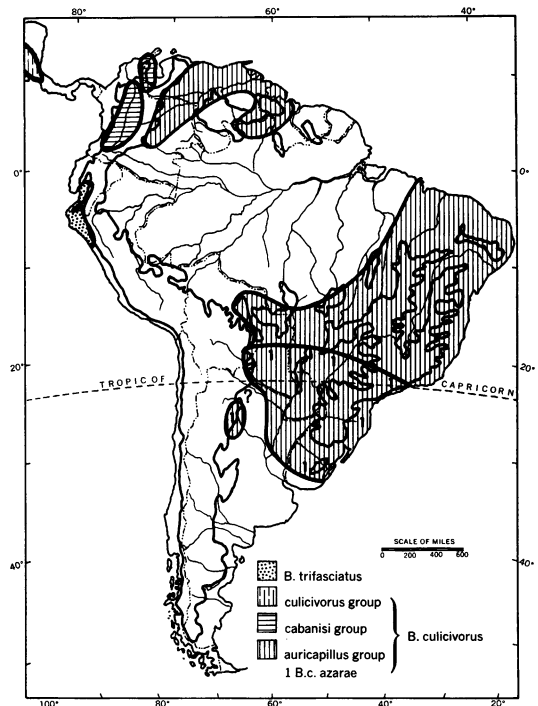 80° 60° 40°
0° 0°
20° 20°
TROPIC OF CAPRICORN
?
1
SCALE OF MILES
0 200 400 600
40° 40°
B. trifasciatus
culicivorus group
cabanisi group
B. culicivorus
auricapillus group
1 B.c. azarae
100° 80° 60° 40° 20°